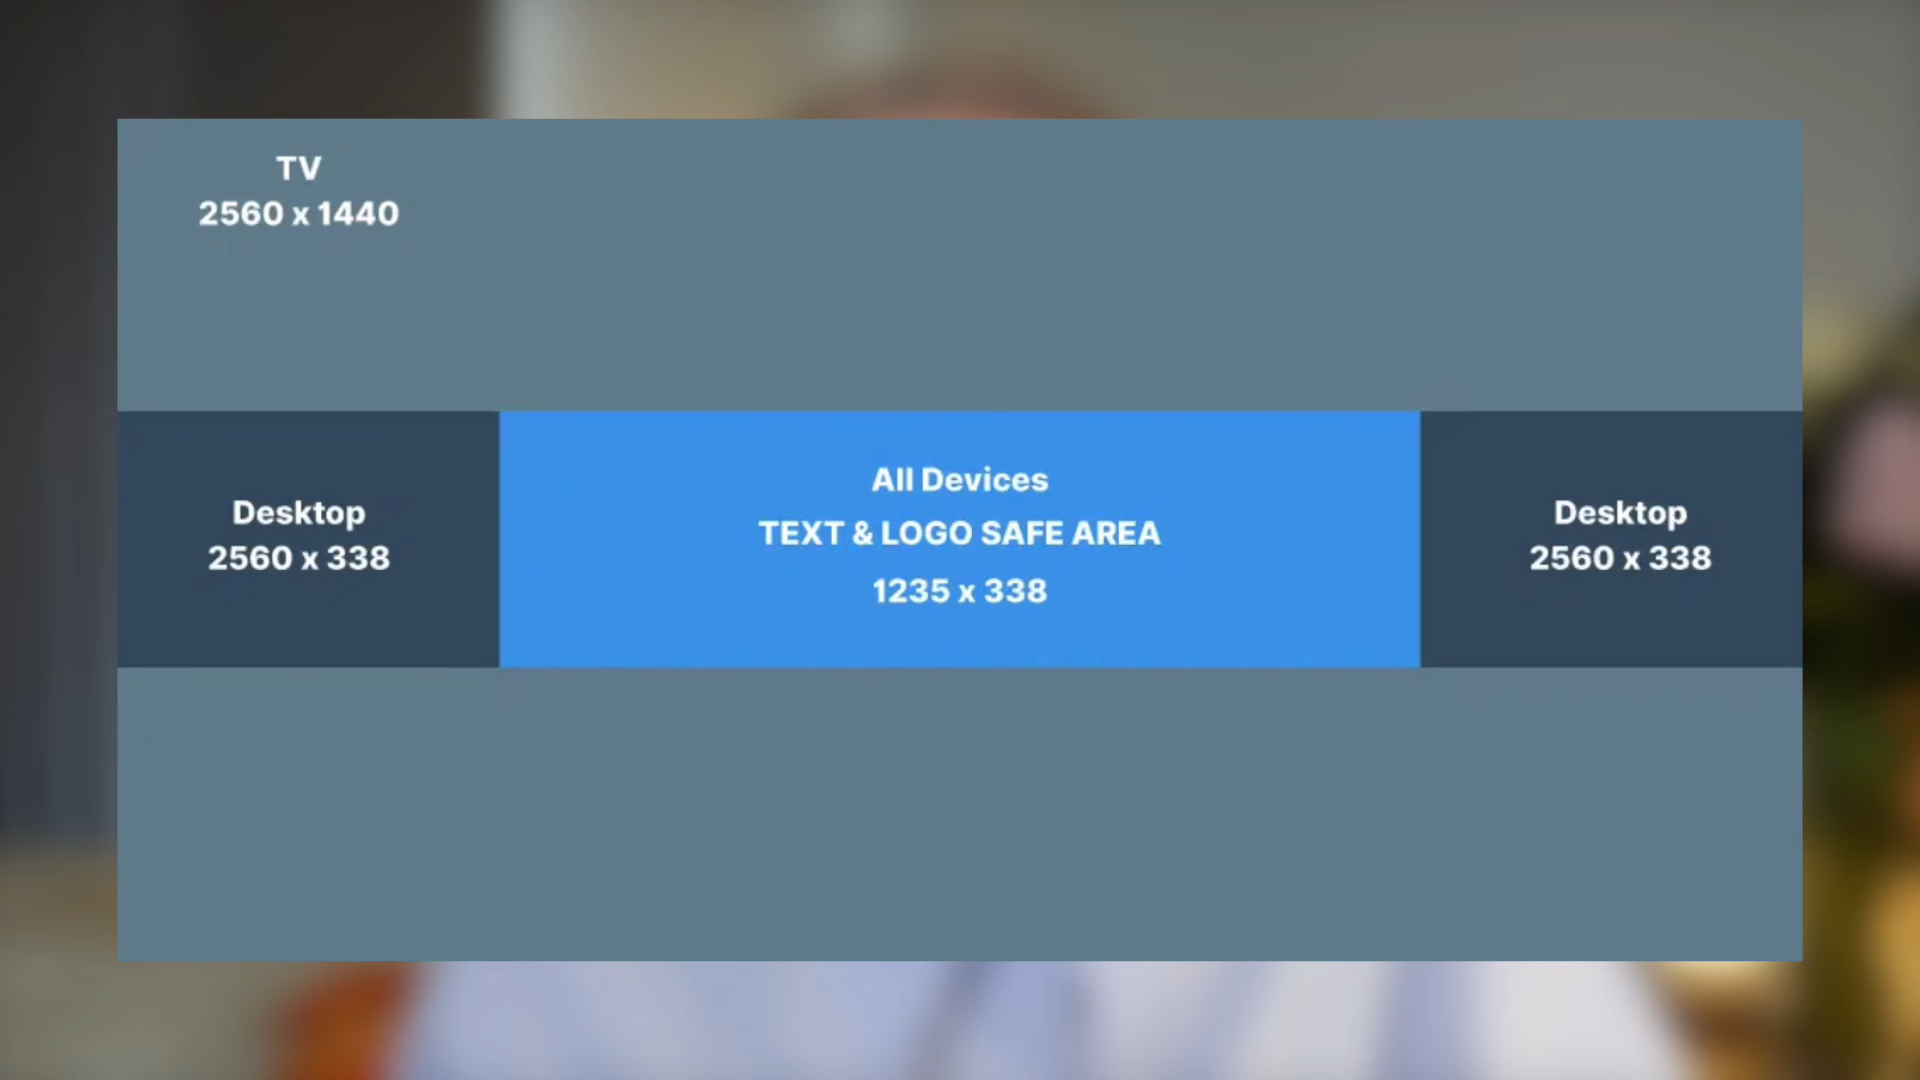 TV
2560 x 1440
Desktop
2560 x 338
All Devices
TEXT & LOGO SAFE AREA
1235 x 338
Desktop
2560 x 338